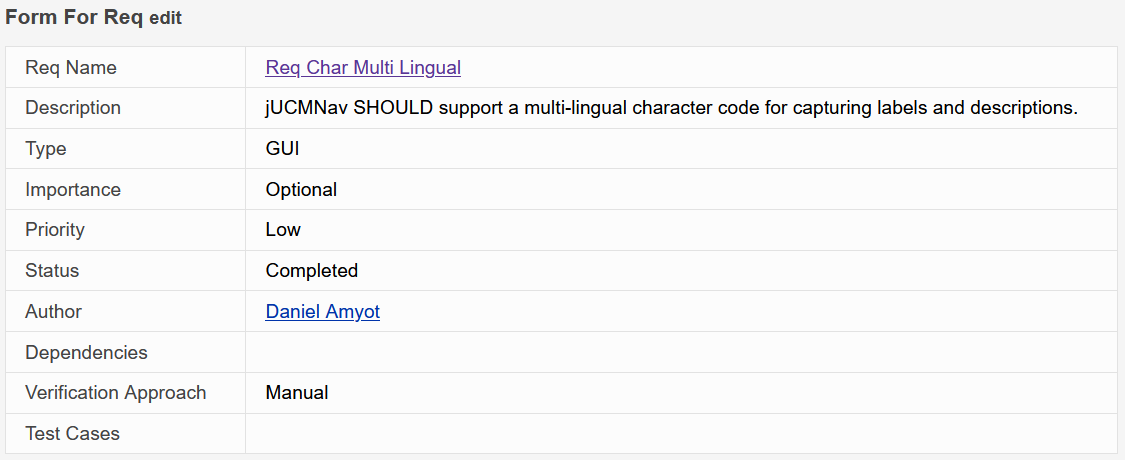 Form For Req edit
Req Name Req Char Multi Lingual
Description jUCMNav SHOULD support a multi-lingual character code for capturing labels and descriptions.
Type GUI
Importance Optional
Priority Low
Status Completed
Author Daniel Amyot
Dependencies
Verification Approach Manual
Test Cases